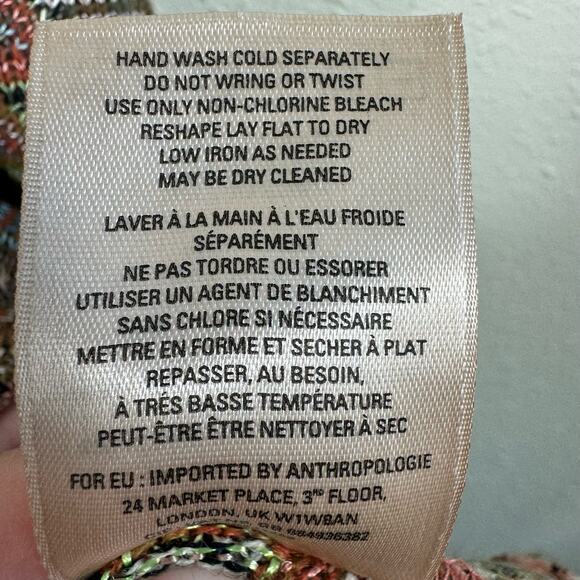 HAND WASH COLD SEPARATELY
DO NOT WRING OR TWIST
USE ONLY NON-CHLORINE BLEACH
RESHAPE LAY FLAT TO DRY
LOW IRON AS NEEDED
MAY BE DRY CLEANED
LAVER À LA MAIN À L'EAU FROIDE
SÉPARÉMENT
NE PAS TORDRE OU ESSORER
UTILISER UN AGENT DE BLANCHIMENT
SANS CHLORE SI NÉCESSAIRE
METTRE EN FORME ET SECHER À PLAT
REPASSER, AU BESOIN,
À TRÉS BASSE TEMPÉRATURE
PEUT-ÊTRE ÊTRE NETTOYER À SEC
FOR EU : IMPORTED BY ANTHROPOLOGIE
24 MARKET PLACE, 3RD FLOOR,
LONDON, UK W1W8AN